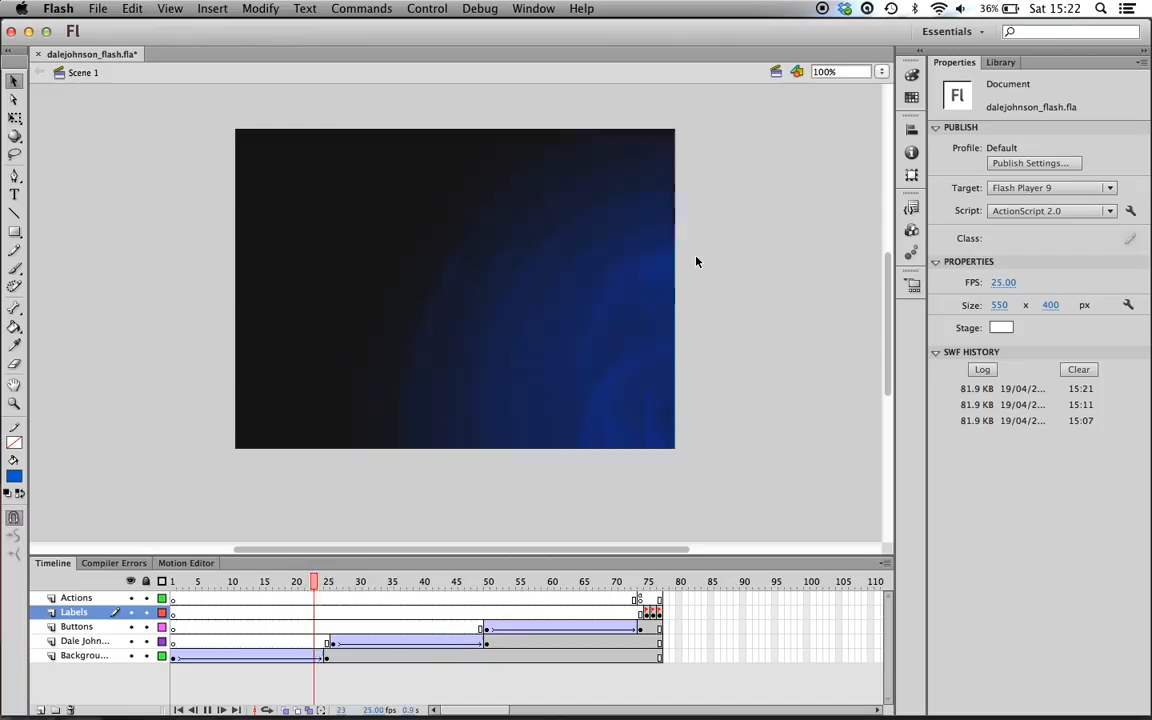 Flash File Edit View Insert Modify Text Commands Control Debug Window Help 36% Sat 15:22
Fl Essentials
× dalejohnson_flash.fla*
Scene 1 100%
Properties Library
Fl Document
dalejohnson_flash.fla
PUBLISH
Profile: Default
Publish Settings...
Target: Flash Player 9
Script: ActionScript 2.0
Class:
PROPERTIES
FPS: 25.00
Size: 550 x 400 px
Stage:
SWF HISTORY
Log Clear
81.9 KB 19/04/2... 15:21
81.9 KB 19/04/2... 15:11
81.9 KB 19/04/2... 15:07
T
Timeline Compiler Errors Motion Editor
1 5 10 15 20 25 30 35 40 45 50 55 60 65 70 75 80 85 90 95 100 105 110
Actions
Labels
Buttons
Dale John...
Backgrou...
23 25.00 fps 0.9 s